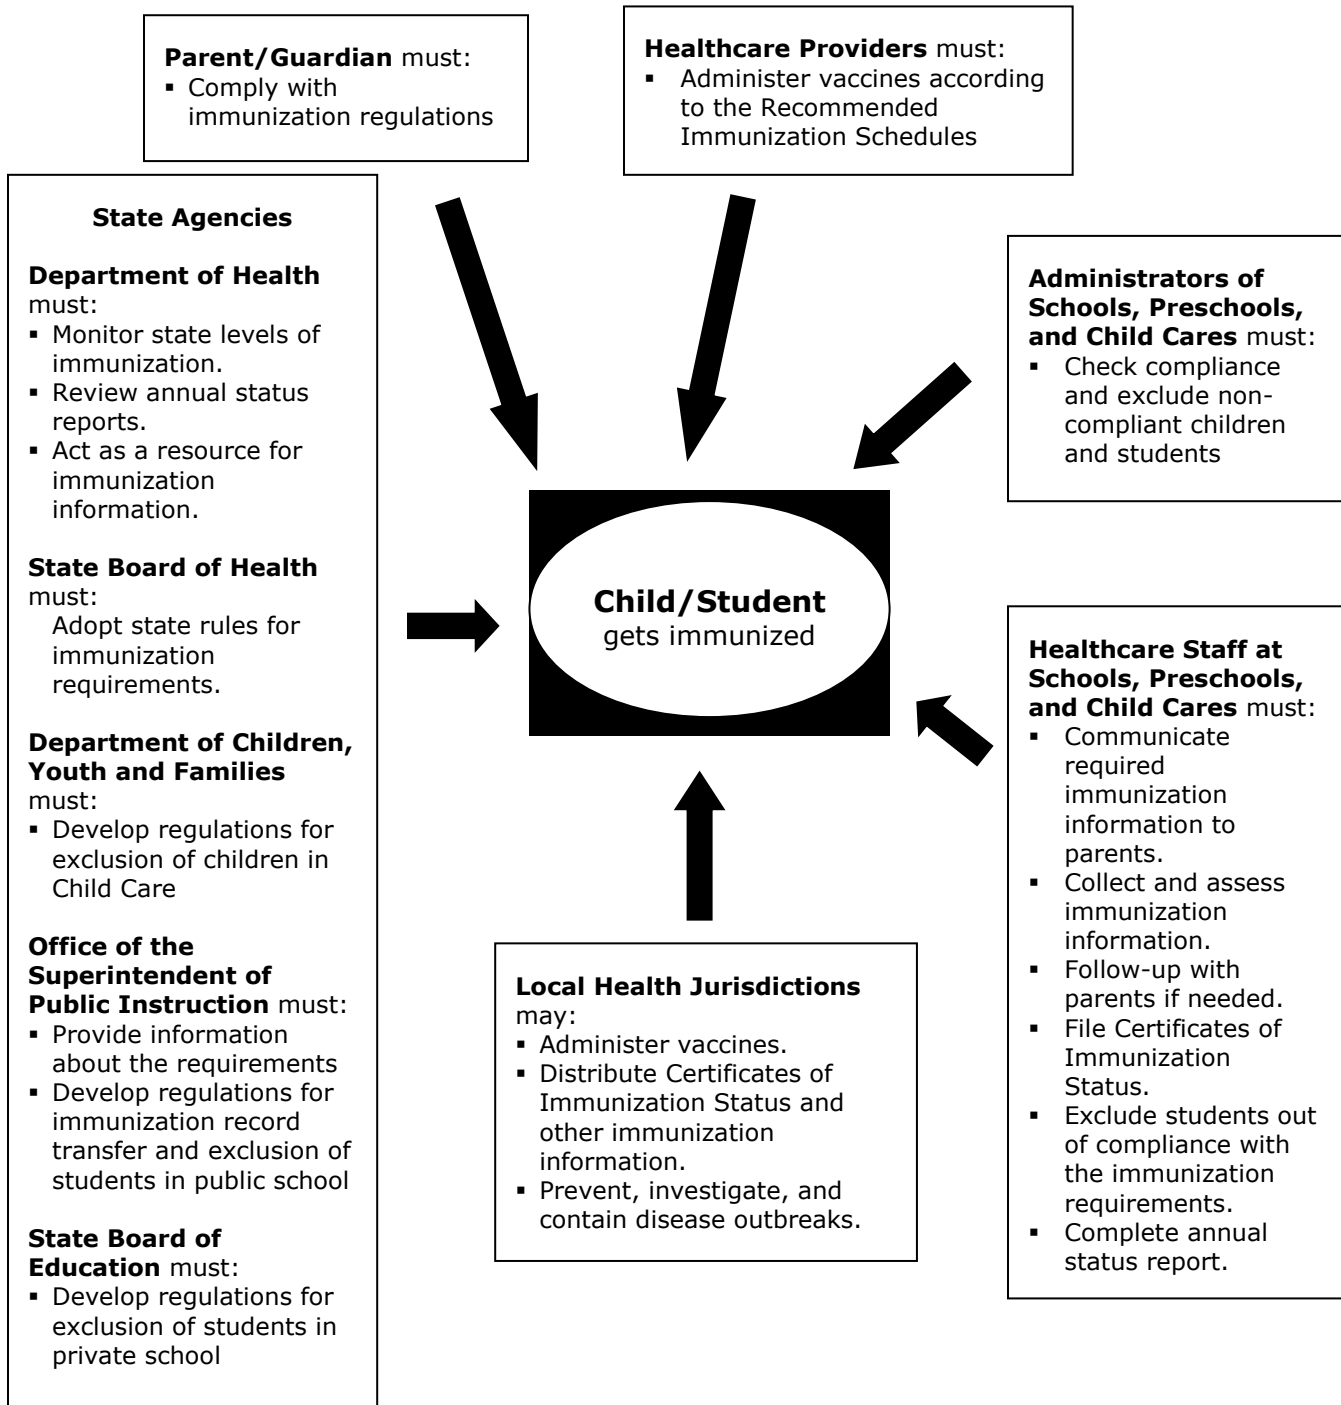 Parent/Guardian must:
▪ Comply with
immunization regulations
Healthcare Providers must:
▪ Administer vaccines according
to the Recommended
Immunization Schedules
State Agencies
Department of Health
must:
▪ Monitor state levels of
immunization.
▪ Review annual status
reports.
▪ Act as a resource for
immunization
information.
State Board of Health
must:
Adopt state rules for
immunization
requirements.
Department of Children,
Youth and Families
must:
▪ Develop regulations for
exclusion of children in
Child Care
Office of the
Superintendent of
Public Instruction must:
▪ Provide information
about the requirements
▪ Develop regulations for
immunization record
transfer and exclusion of
students in public school
State Board of
Education must:
▪ Develop regulations for
exclusion of students in
private school
Administrators of
Schools, Preschools,
and Child Cares must:
▪ Check compliance
and exclude non-
compliant children
and students
Child/Student
gets immunized
Healthcare Staff at
Schools, Preschools,
and Child Cares must:
▪ Communicate
required
immunization
information to
parents.
▪ Collect and assess
immunization
information.
▪ Follow-up with
parents if needed.
▪ File Certificates of
Immunization
Status.
▪ Exclude students out
of compliance with
the immunization
requirements.
▪ Complete annual
status report.
Local Health Jurisdictions
may:
▪ Administer vaccines.
▪ Distribute Certificates of
Immunization Status and
other immunization
information.
▪ Prevent, investigate, and
contain disease outbreaks.